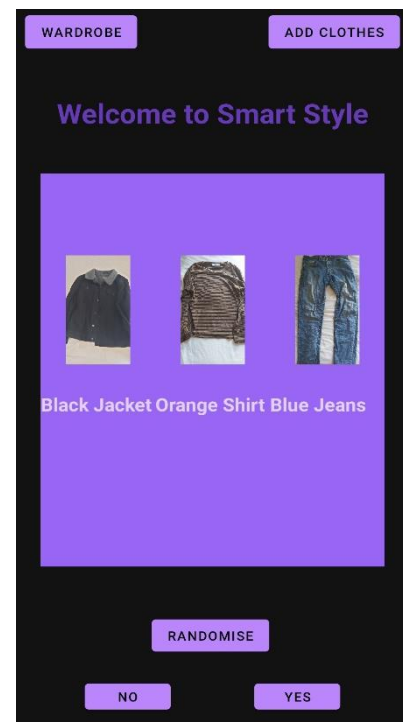 WARDROBE ADD CLOTHES
Welcome to Smart Style
Black Jacket Orange Shirt Blue Jeans
RANDOMISE
NO YES